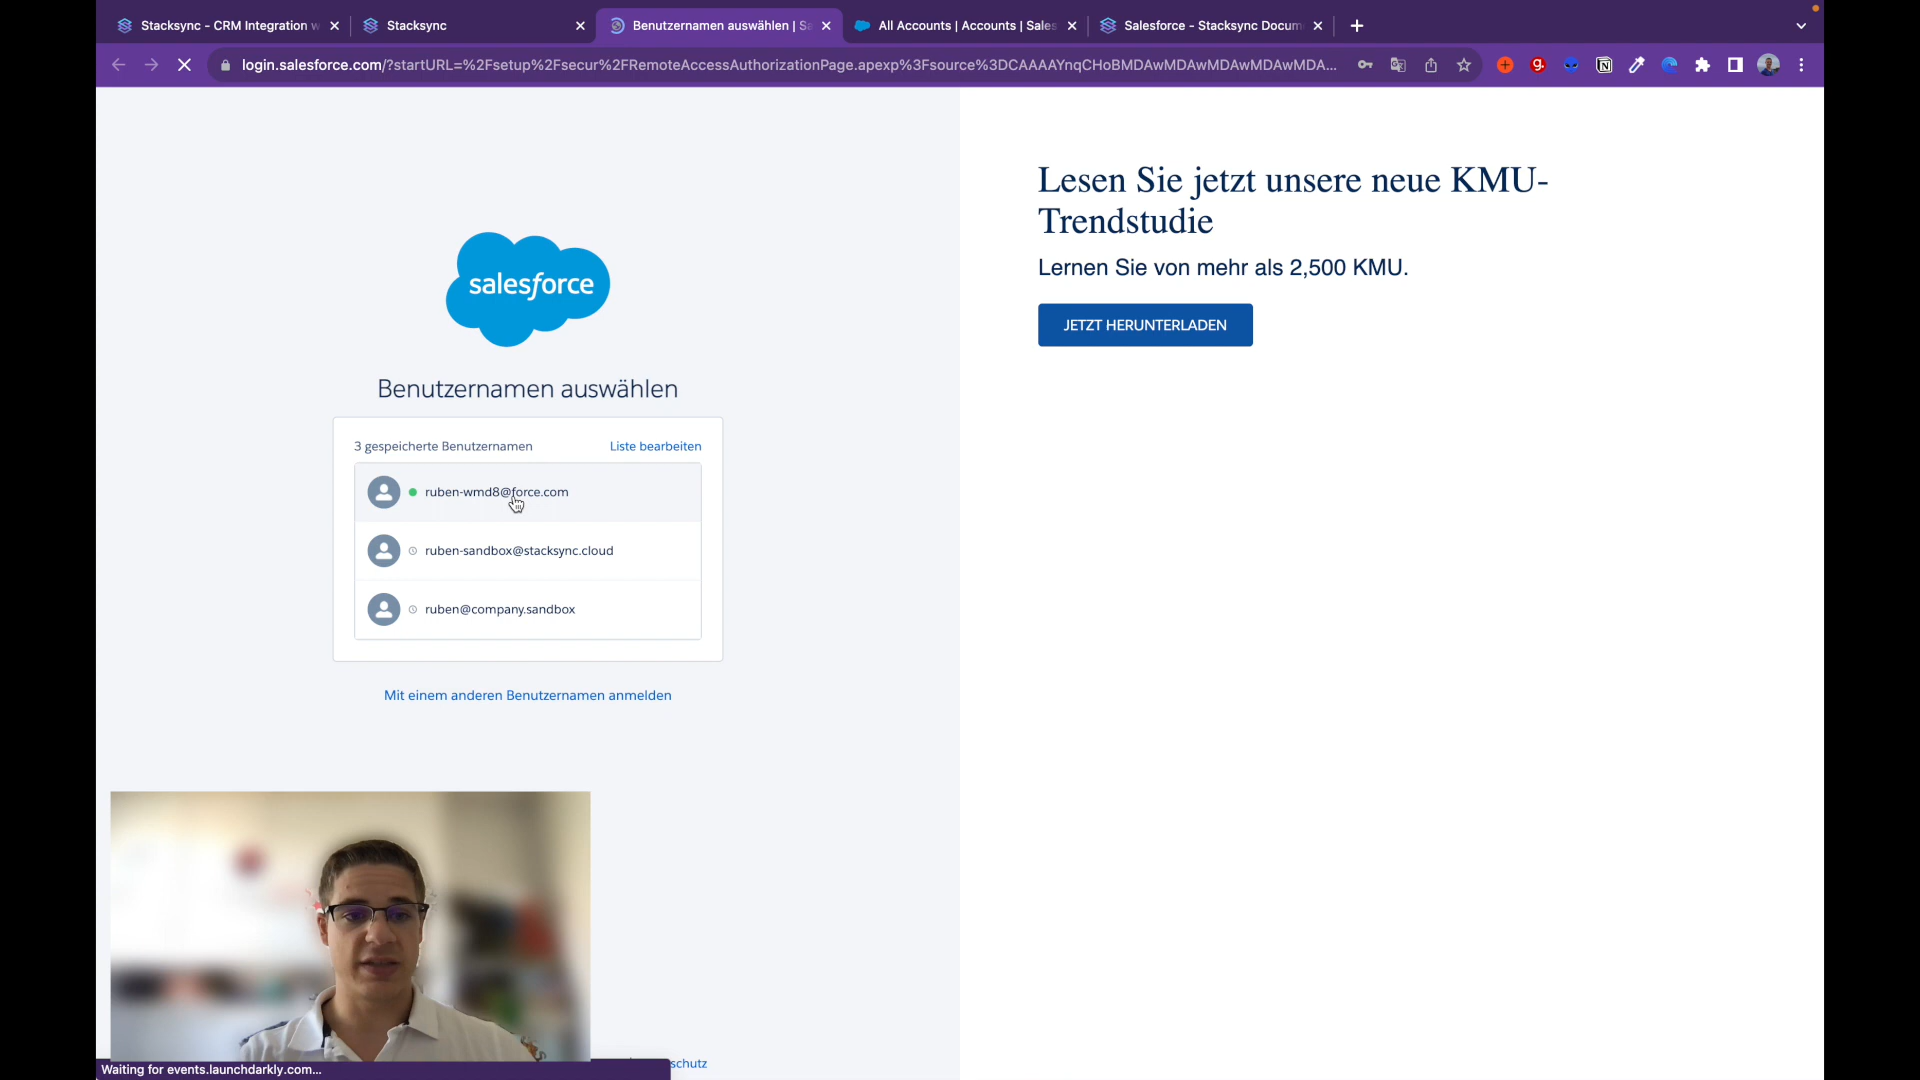 Stacksync - CRM Integration w
Stacksync
Benutzernamen auswählen | S
All Accounts | Accounts | Sales
Salesforce - Stacksync Docum
login.salesforce.com/?startURL=%2Fsetup%2Fsecur%2FRemoteAccessAuthorizationPage.apexp%3Fsource%3DCAAAAYnqCHoBMDAwMDAwMDAwMDAwMDA...
salesforce
Benutzernamen auswählen
3 gespeicherte Benutzernamen
Liste bearbeiten
ruben-wmd8@force.com
ruben-sandbox@stacksync.cloud
ruben@company.sandbox
Mit einem anderen Benutzernamen anmelden
Lesen Sie jetzt unsere neue KMU-
Trendstudie
Lernen Sie von mehr als 2,500 KMU.
JETZT HERUNTERLADEN
schutz
Waiting for events.launchdarkly.com...